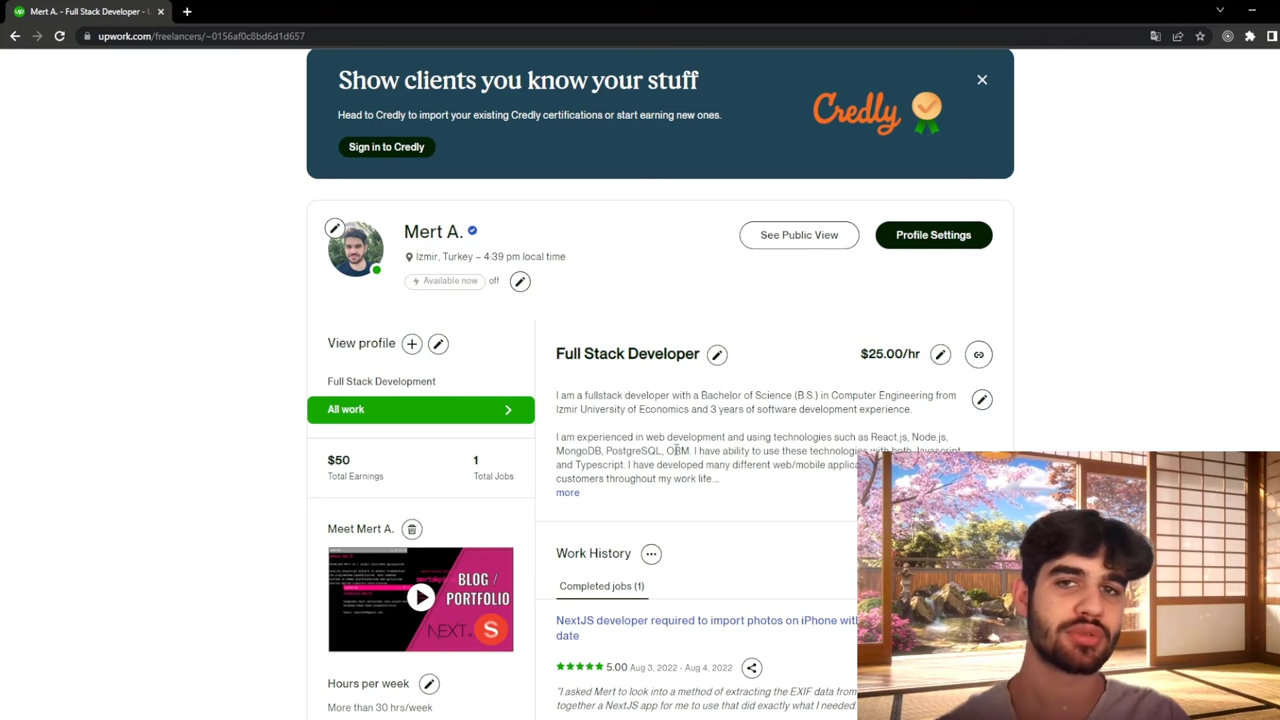 Mert A. - Full Stack Developer - U
upwork.com/freelancers/~0156af0c8bd6d1d657
Show clients you know your stuff
Head to Credly to import your existing Credly certifications or start earning new ones.
Sign in to Credly
Credly
Mert A.
İzmir, Turkey – 4:39 pm local time
Available now off
See Public View
Profile Settings
View profile
Full Stack Development
All work
$50
Total Earnings
1
Total Jobs
Meet Mert A.
BLOG /
PORTFOLIO
NEXT
S
Hours per week
More than 30 hrs/week
Full Stack Developer
$25.00/hr
I am a fullstack developer with a Bachelor of Science (B.S.) in Computer Engineering from
Izmir University of Economics and 3 years of software development experience.
I am experienced in web development and using technologies such as React.js, Node.js,
MongoDB, PostgreSQL, ORM. I have ability to use these technologies with both Javascript
and Typescript. I have developed many different web/mobile
customers throughout my work life...
more
Work History
Completed jobs (1)
NextJS developer required to import photos on iPhone with
date
5.00 Aug 3, 2022 - Aug 4, 2022
"I asked Mert to look into a method of extracting the EXIF data from
together a NextJS app for me to use that did exactly what I needed.